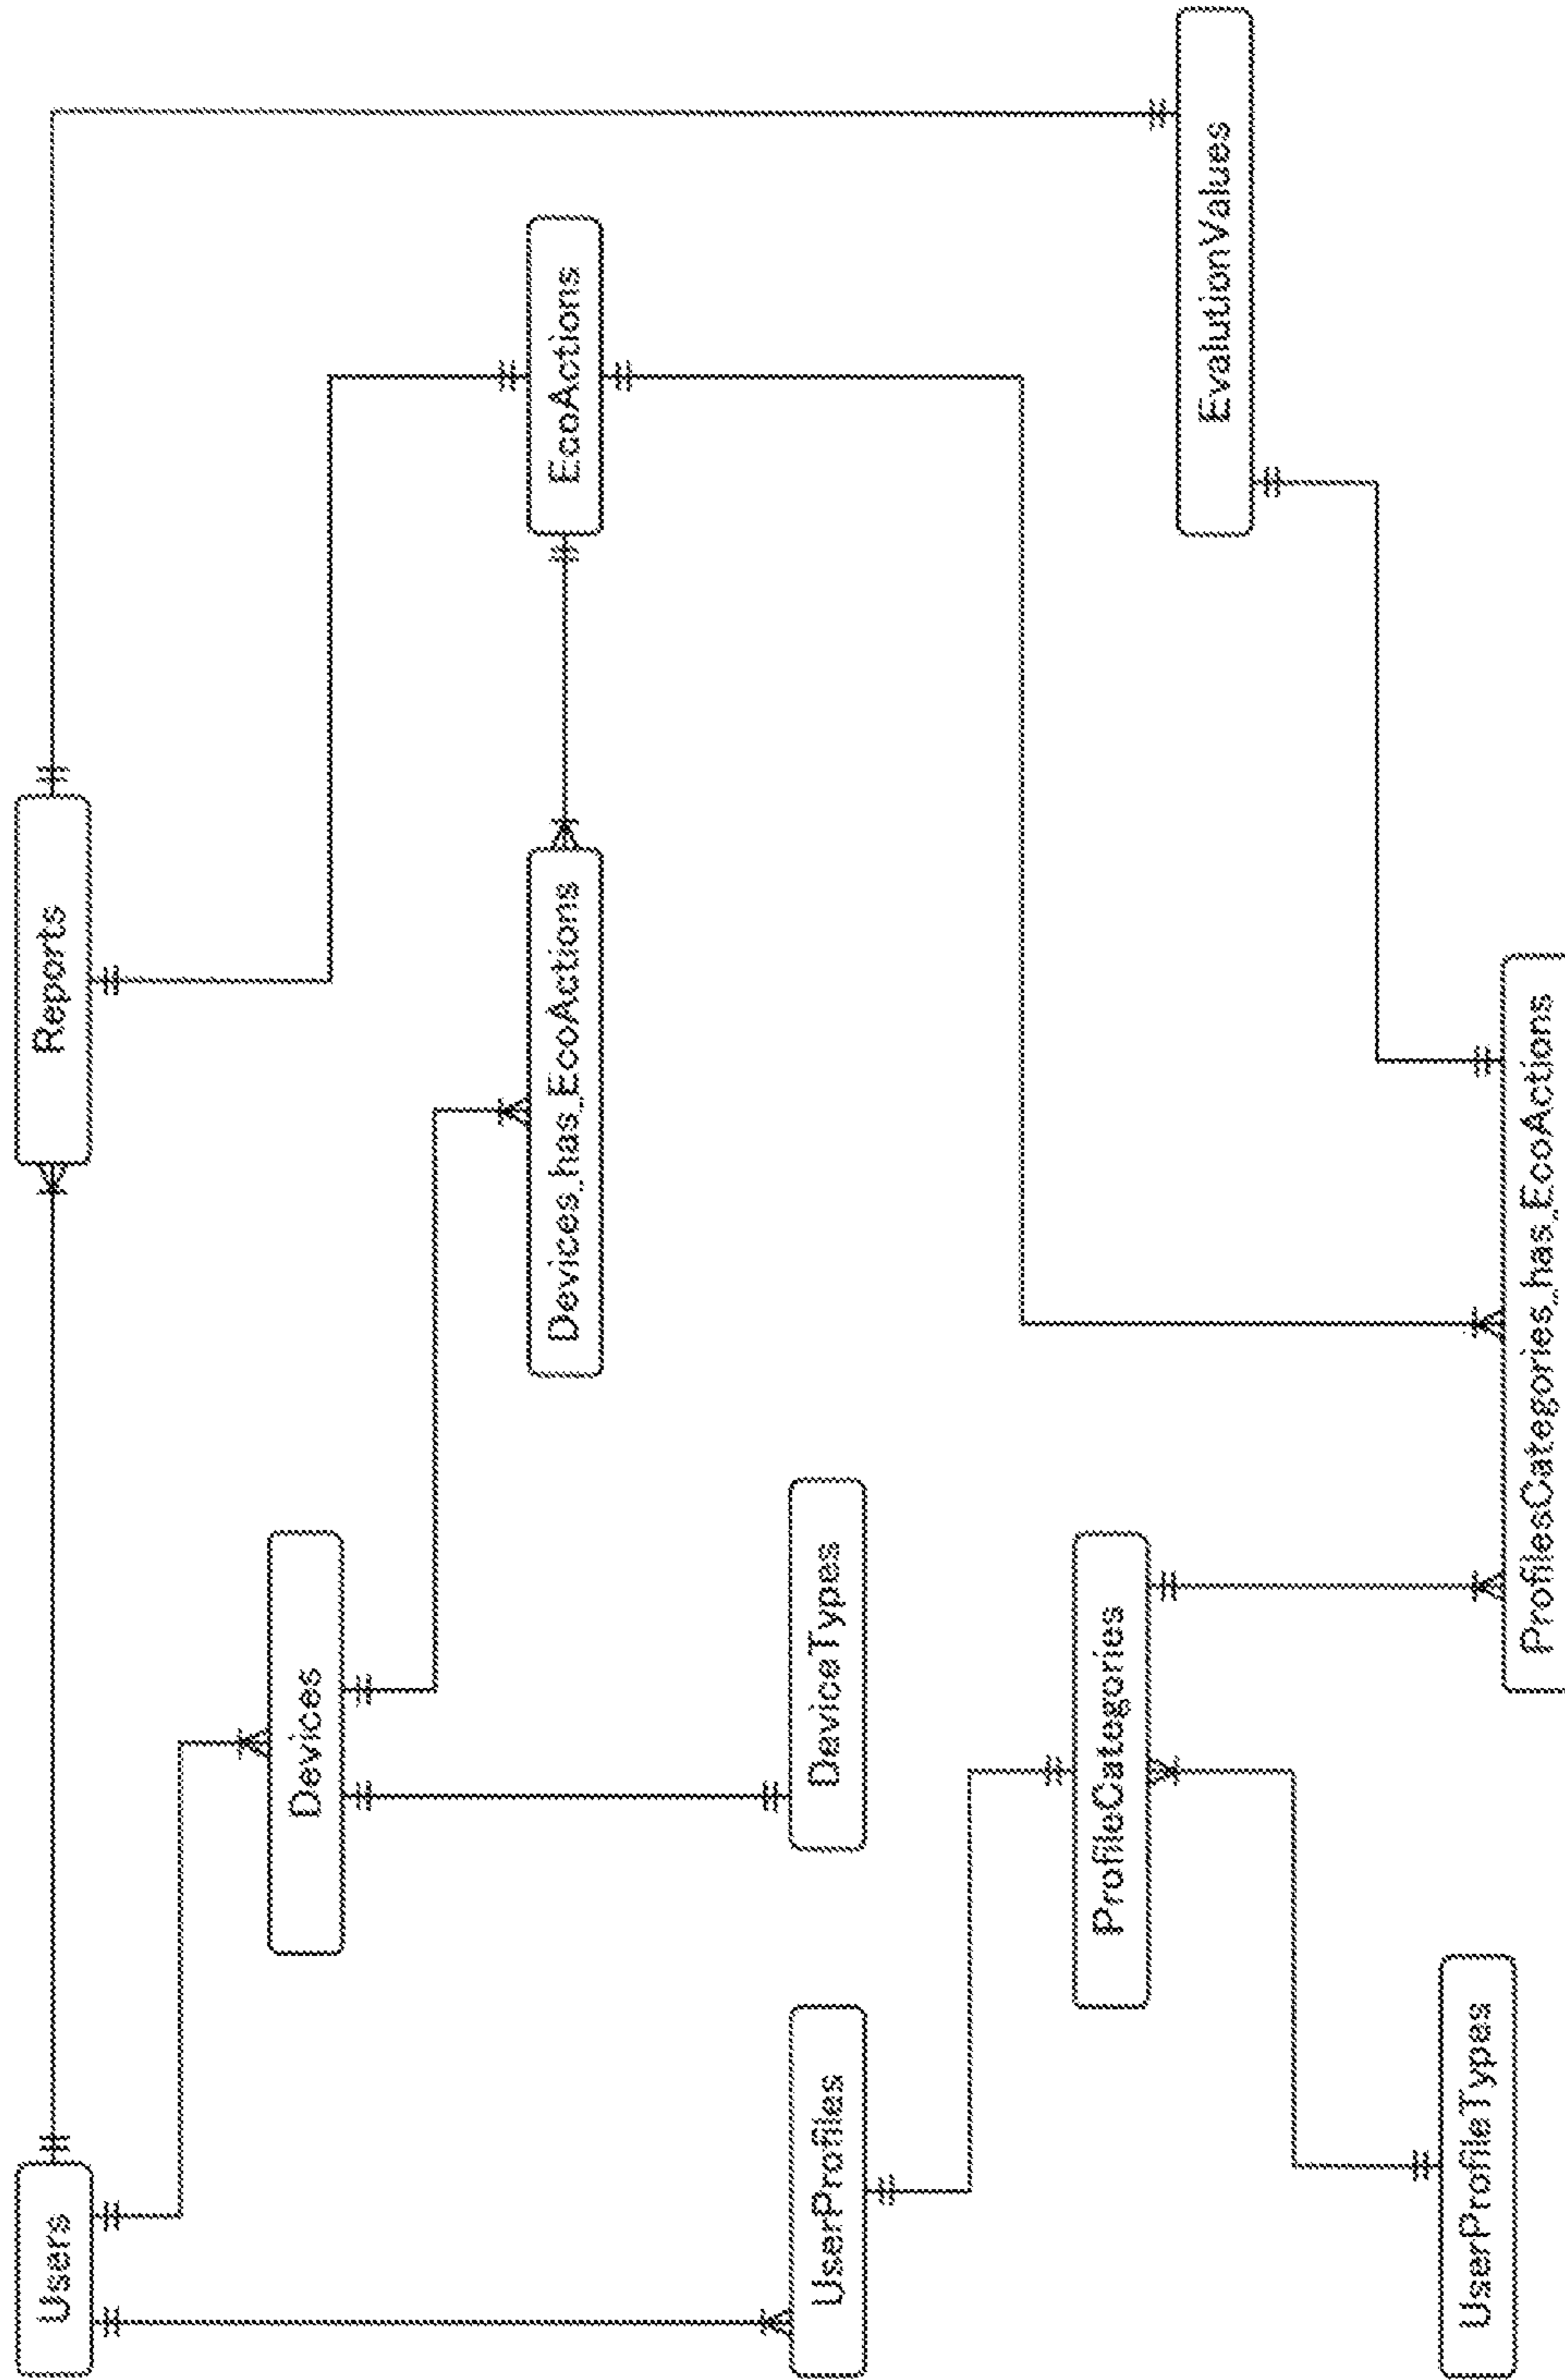 Users
Reports
Devices
Devices_has_EcoActions
EcoActions
UserProfiles
DeviceTypes
ProfileCategories
EvalutionValues
UserProfileTypes
ProfilesCategories_has_EcoActions